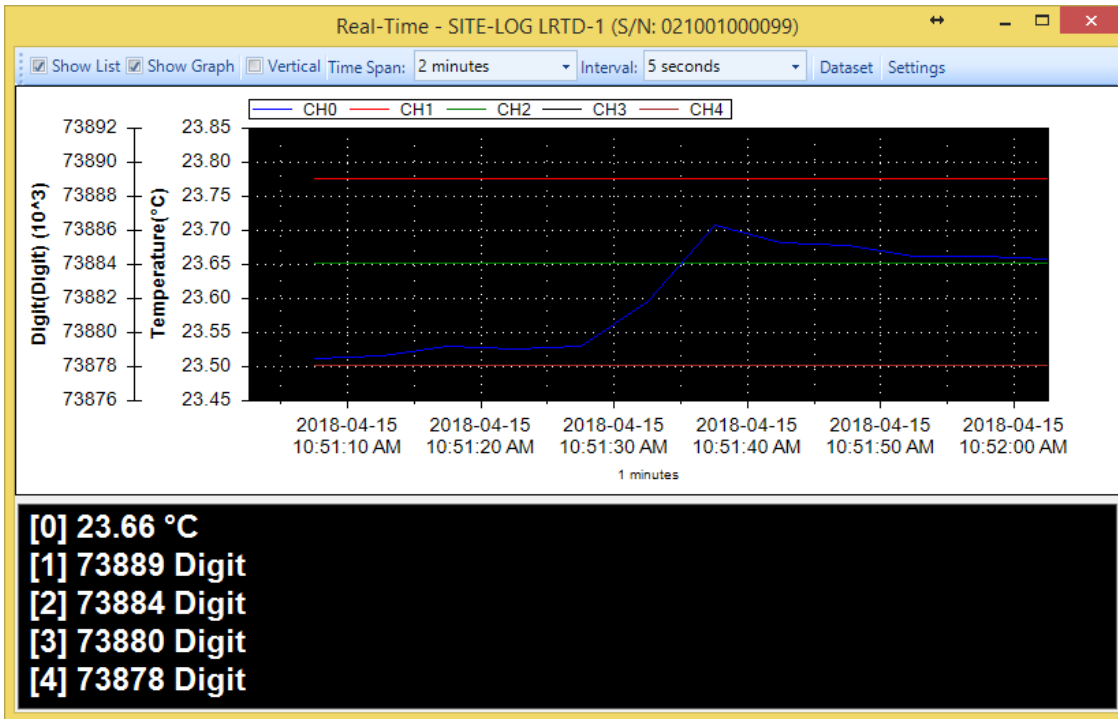 Real-Time - SITE-LOG LRTD-1 (S/N: 021001000099)
Show List Show Graph Vertical Time Span: 2 minutes Interval: 5 seconds Dataset Settings
CH0 CH1 CH2 CH3 CH4
Digit(Digit) (10^3)
73892
73890
73888
73886
73884
73882
73880
73878
73876
Temperature(°C)
23.85
23.80
23.75
23.70
23.65
23.60
23.55
23.50
23.45
2018-04-15 2018-04-15 2018-04-15 2018-04-15 2018-04-15 2018-04-15
10:51:10 AM 10:51:20 AM 10:51:30 AM 10:51:40 AM 10:51:50 AM 10:52:00 AM
1 minutes
[0] 23.66 °C
[1] 73889 Digit
[2] 73884 Digit
[3] 73880 Digit
[4] 73878 Digit